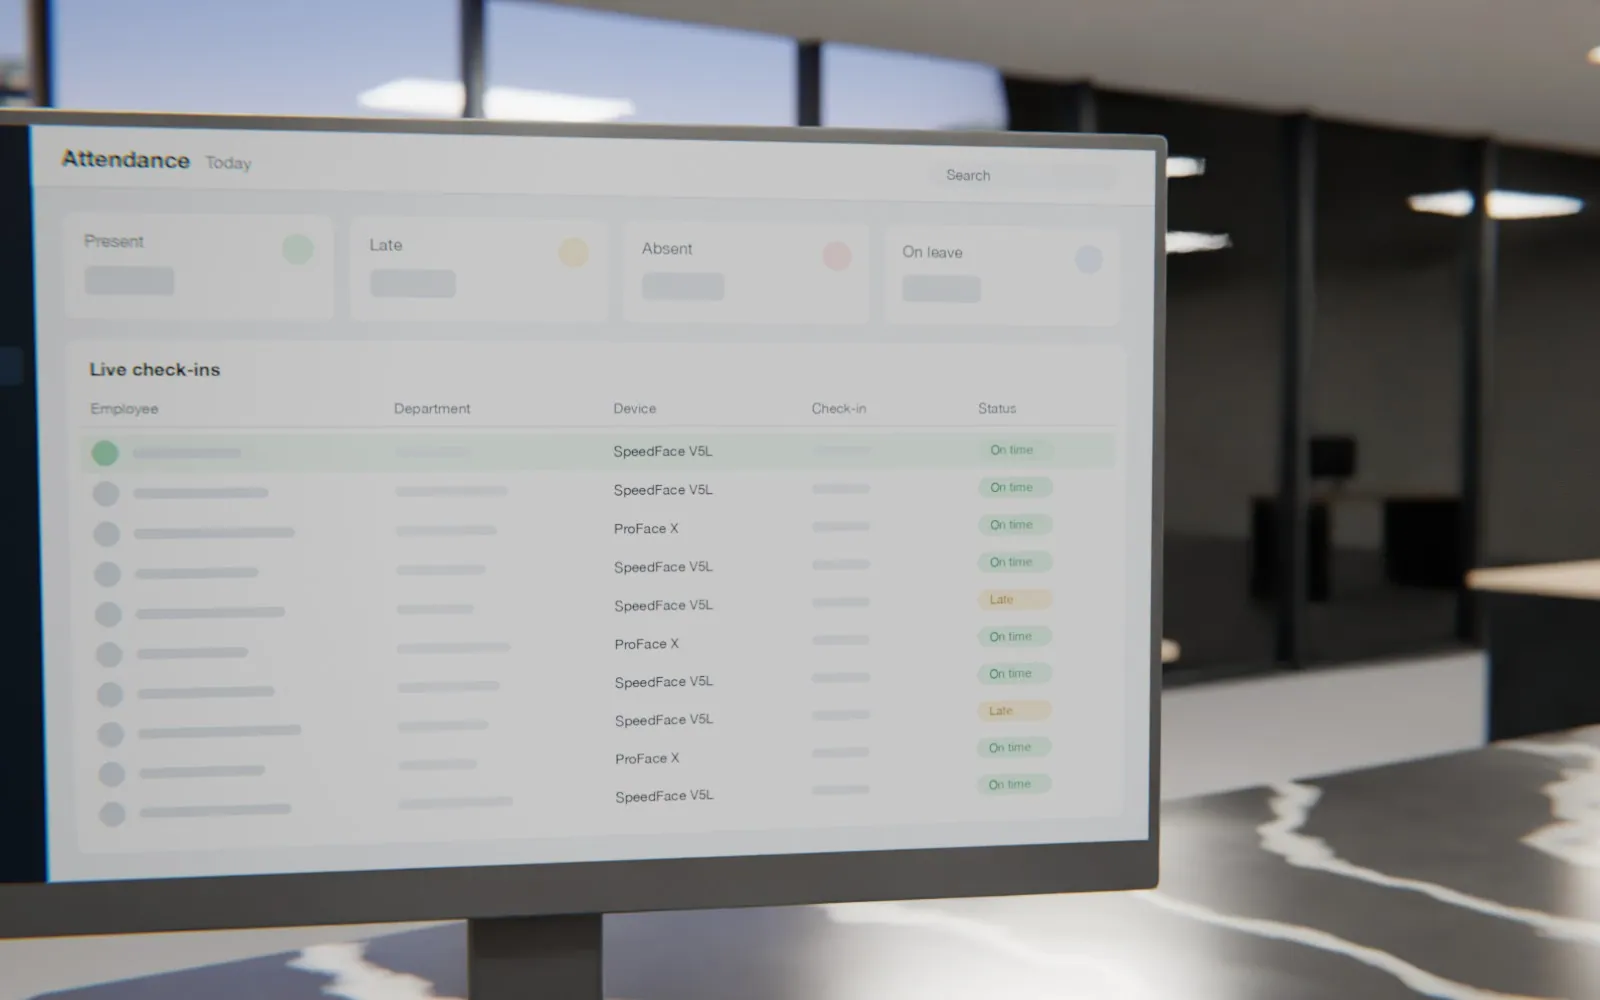 Attendance Today
Search
Present
Late
Absent
On leave
Live check-ins
Employee Department Device Check-in Status
SpeedFace V5L On time
SpeedFace V5L On time
ProFace X On time
SpeedFace V5L On time
SpeedFace V5L Late
ProFace X On time
SpeedFace V5L On time
SpeedFace V5L Late
ProFace X On time
SpeedFace V5L On time